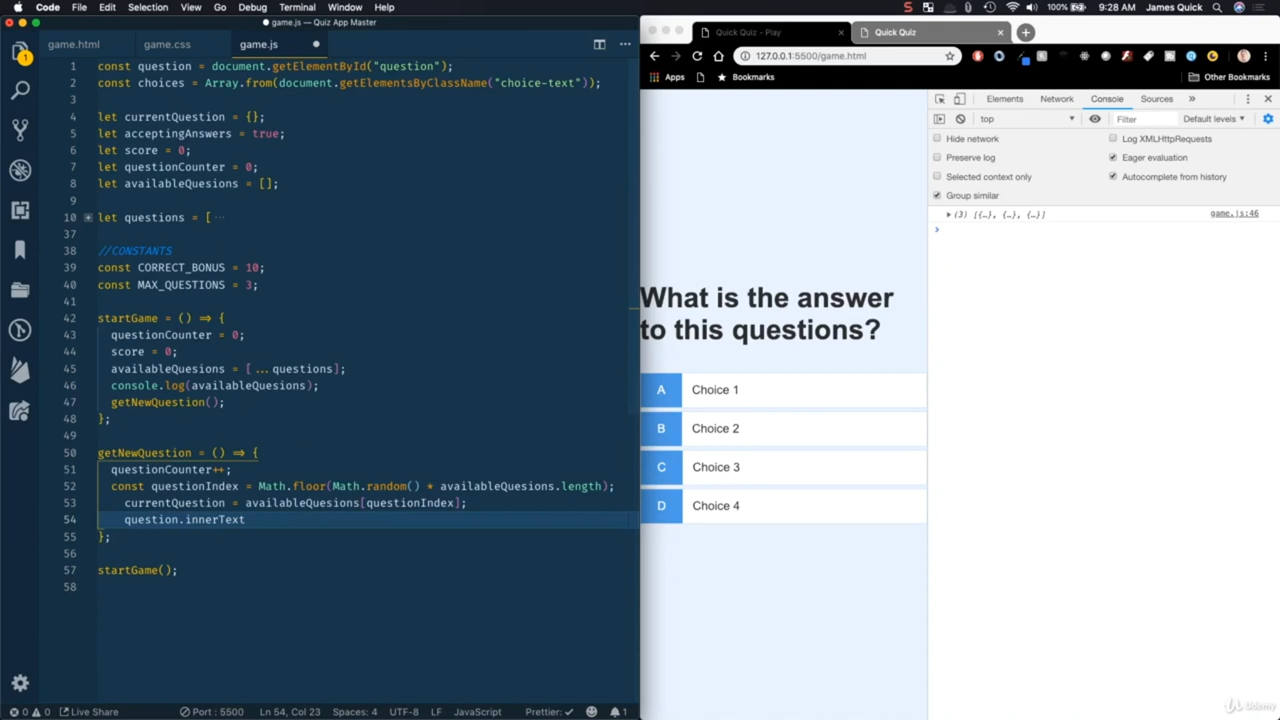 Code File Edit Selection View Go Debug Terminal Window Help
100% 9:28 AM James Quick
game.js — Quiz App Master
game.html game.css game.js
1 const question = document.getElementById("question");
2 const choices = Array.from(document.getElementsByClassName("choice-text"));
3
4 let currentQuestion = {};
5 let acceptingAnswers = true;
6 let score = 0;
7 let questionCounter = 0;
8 let availableQuesions = [];
9
10 let questions = [ ...
37
38 //CONSTANTS
39 const CORRECT_BONUS = 10;
40 const MAX_QUESTIONS = 3;
41
42 startGame = () => {
43 questionCounter = 0;
44 score = 0;
45 availableQuesions = [ ...questions];
46 console.log(availableQuesions);
47 getNewQuestion();
48 };
49
50 getNewQuestion = () => {
51 questionCounter++;
52 const questionIndex = Math.floor(Math.random() * availableQuesions.length);
53 currentQuestion = availableQuesions[questionIndex];
54 question.innerText
55 };
56
57 startGame();
58
1
0 0 Live Share Port : 5500 Ln 54, Col 23 Spaces: 4 UTF-8 LF JavaScript Prettier: ✓ 1
Quick Quiz - Play Quick Quiz
127.0.0.1:5500/game.html
Apps Bookmarks Other Bookmarks
What is the answer
to this questions?
A Choice 1
B Choice 2
C Choice 3
D Choice 4
Elements Network Console Sources »
top Filter Default levels
Hide network Log XMLHttpRequests
Preserve log Eager evaluation
Selected context only Autocomplete from history
Group similar
(3) [{…}, {…}, {…}] game.js:46
Udemy